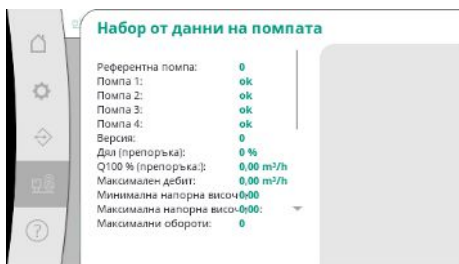 Набор от данни на помпата
Референтна помпа: 0
Помпа 1: ok
Помпа 2: ok
Помпа 3: ok
Помпа 4: ok
Версия: 0
Дял (препоръка): 0 %
Q100 % (препоръка:): 0,00 m³/h
Максимален дебит: 0,00 m³/h
Минимална напорна височ 0,00
Максимална напорна височ 0,00:
Максимални обороти: 0
?